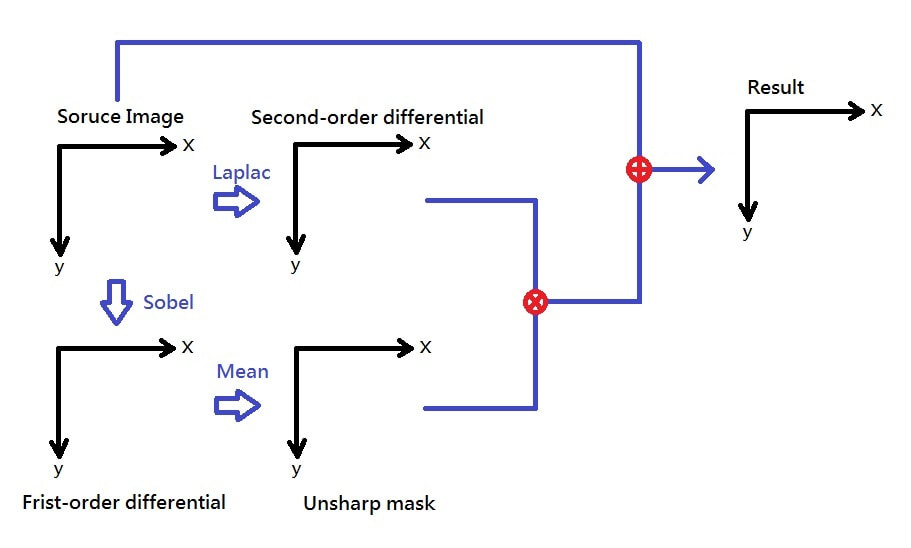 Result
X
Soruce Image
Second-order differential
X
X
Laplac
y
y
y
Sobel
X
X
Mean
y
y
Frist-order differential
Unsharp mask